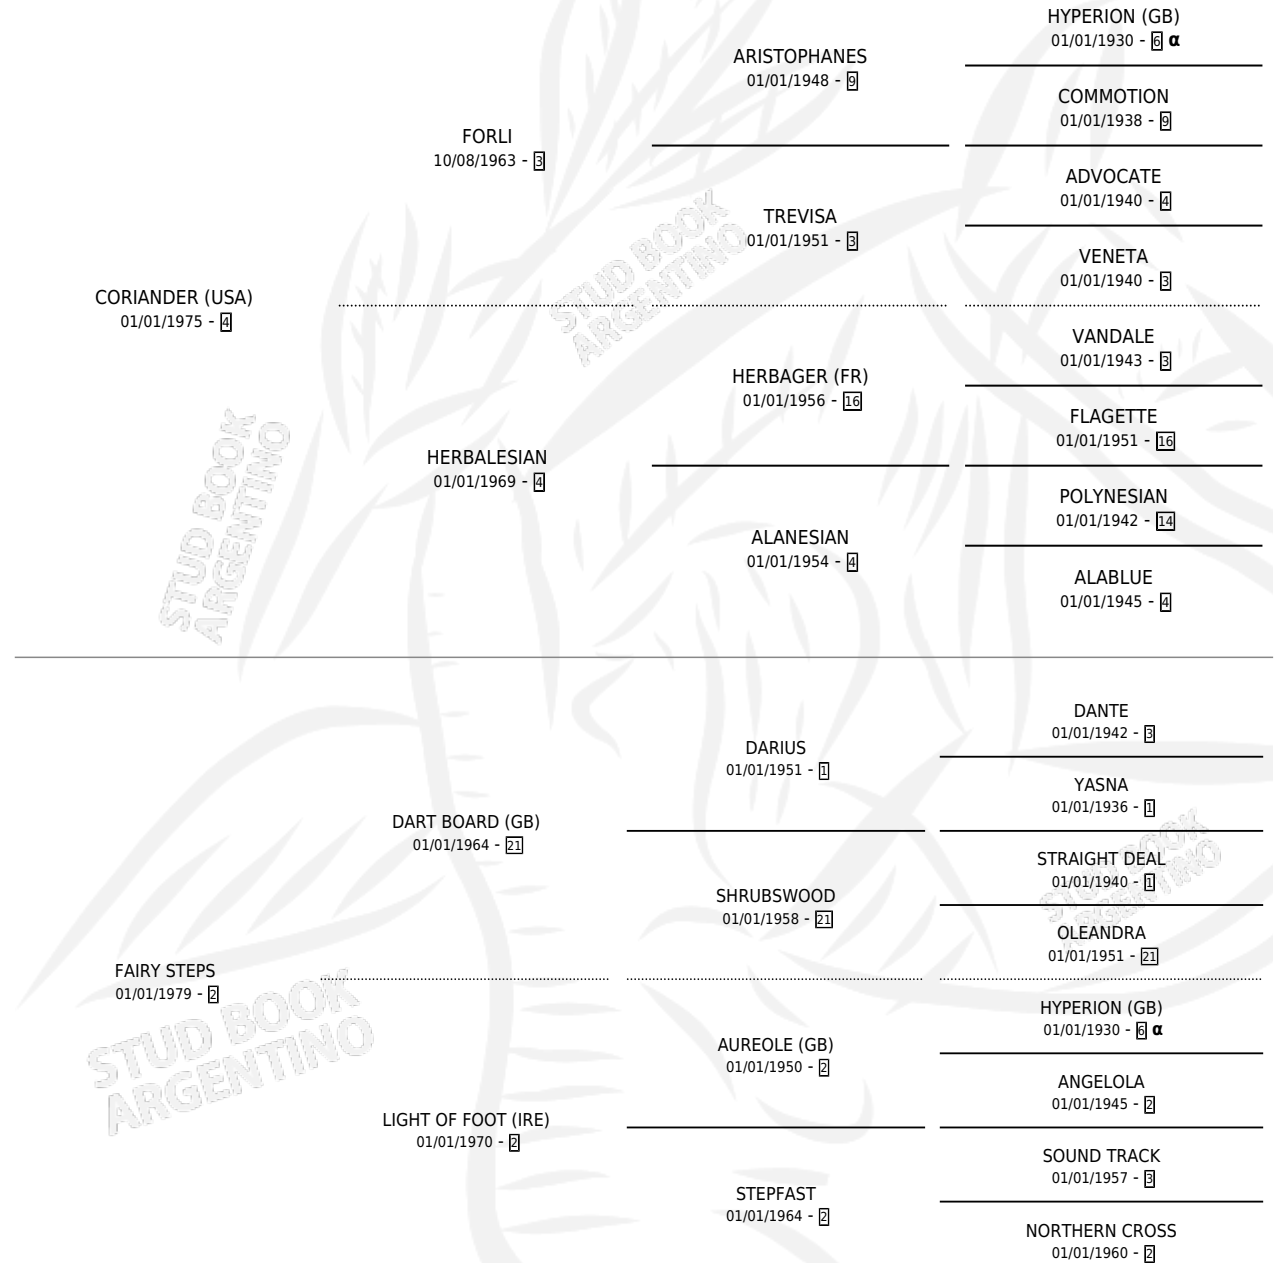 HYPERION (GB)
01/01/1930 - 6 α
ARISTOPHANES
01/01/1948 - 9
COMMOTION
01/01/1938 - 9
FORLI
10/08/1963 - 3
ADVOCATE
01/01/1940 - 4
TREVISA
01/01/1951 - 3
VENETA
01/01/1940 - 3
CORIANDER (USA)
01/01/1975 - 4
VANDALE
01/01/1943 - 3
HERBAGER (FR)
01/01/1956 - 16
FLAGETTE
01/01/1951 - 16
HERBALESIAN
01/01/1969 - 4
POLYNESIAN
01/01/1942 - 14
ALANESIAN
01/01/1954 - 4
ALABLUE
01/01/1945 - 4
STUD BOOK
ARGENTINO
STUD BOOK
ARGENTINO
DANTE
01/01/1942 - 3
DARIUS
01/01/1951 - 1
YASNA
01/01/1936 - 1
DART BOARD (GB)
01/01/1964 - 21
STRAIGHT DEAL
01/01/1940 - 1
SHRUBSWOOD
01/01/1958 - 21
OLEANDRA
01/01/1951 - 21
FAIRY STEPS
01/01/1979 - 2
HYPERION (GB)
01/01/1930 - 6 α
AUREOLE (GB)
01/01/1950 - 2
ANGELOLA
01/01/1945 - 2
LIGHT OF FOOT (IRE)
01/01/1970 - 2
SOUND TRACK
01/01/1957 - 3
STEPFAST
01/01/1964 - 2
NORTHERN CROSS
01/01/1960 - 2
STUD BOOK
ARGENTINO
STUD BOOK
ARGENTINO